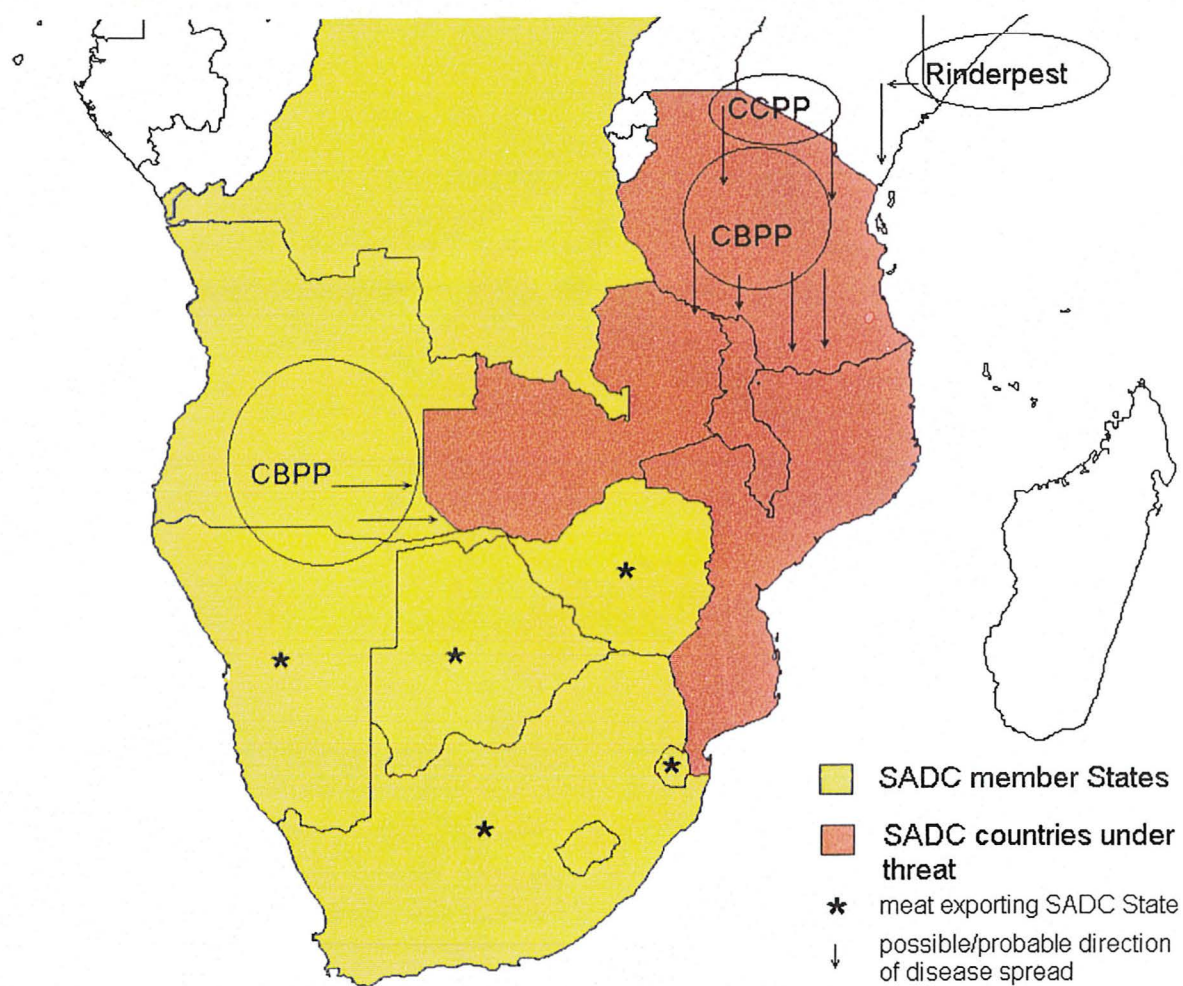 Rinderpest
CCPP
CBPP
CBPP
*
*
*
*
*
SADC member States
SADC countries under
threat
* meat exporting SADC State
possible/probable direction
of disease spread